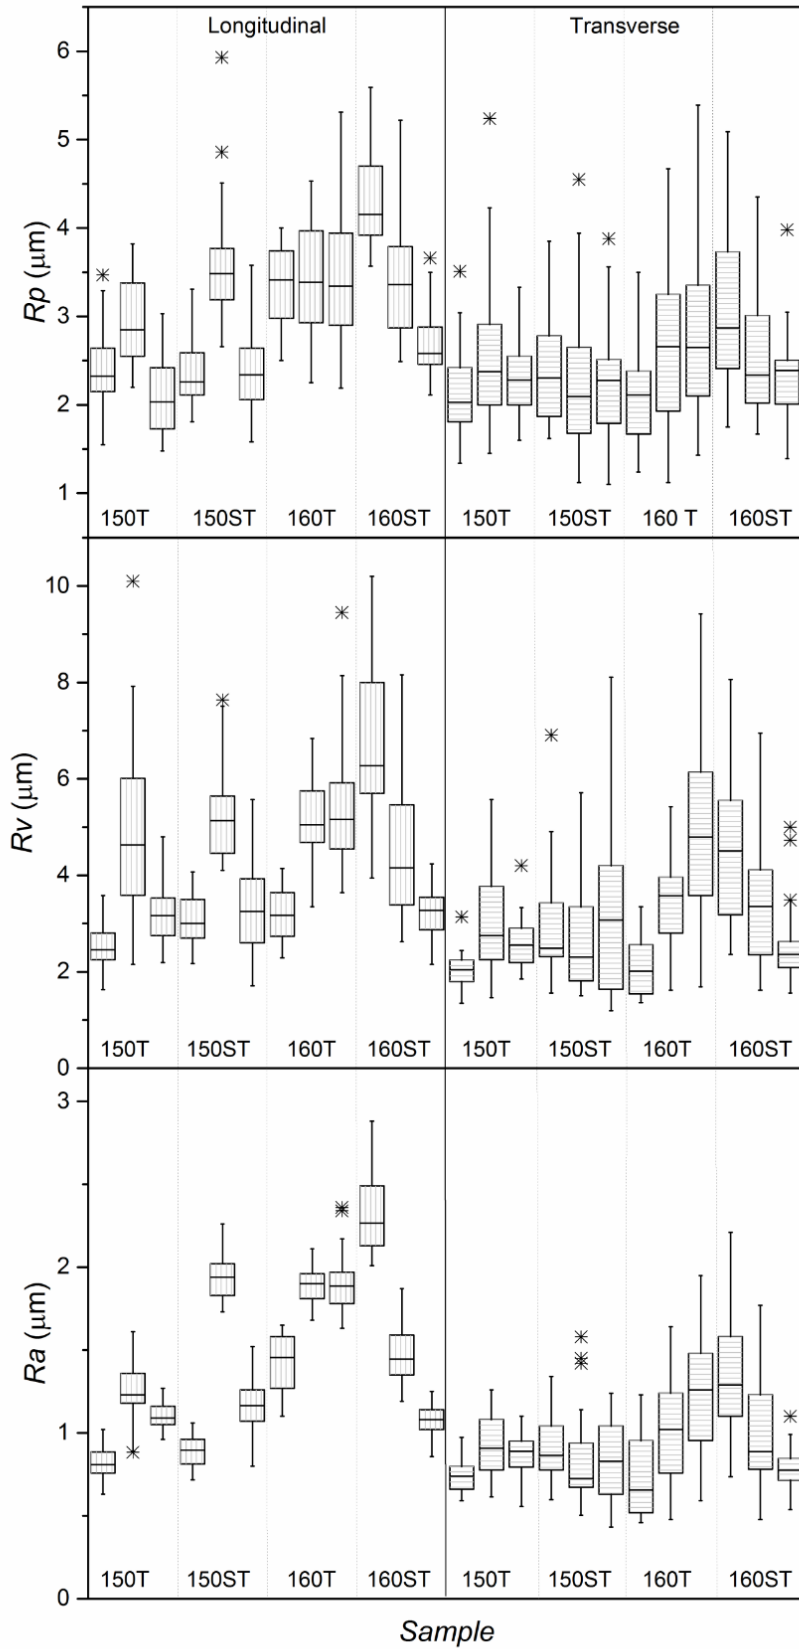 Longitudinal Transverse
Rp (μm)
6
5
4
3
2
1
150T 150ST 160T 160ST 150T 150ST 160 T 160ST
Rv (μm)
10
8
6
4
2
0
150T 150ST 160T 160ST 150T 150ST 160T 160ST
Ra (μm)
3
2
1
0
150T 150ST 160T 160ST 150T 150ST 160T 160ST
Sample